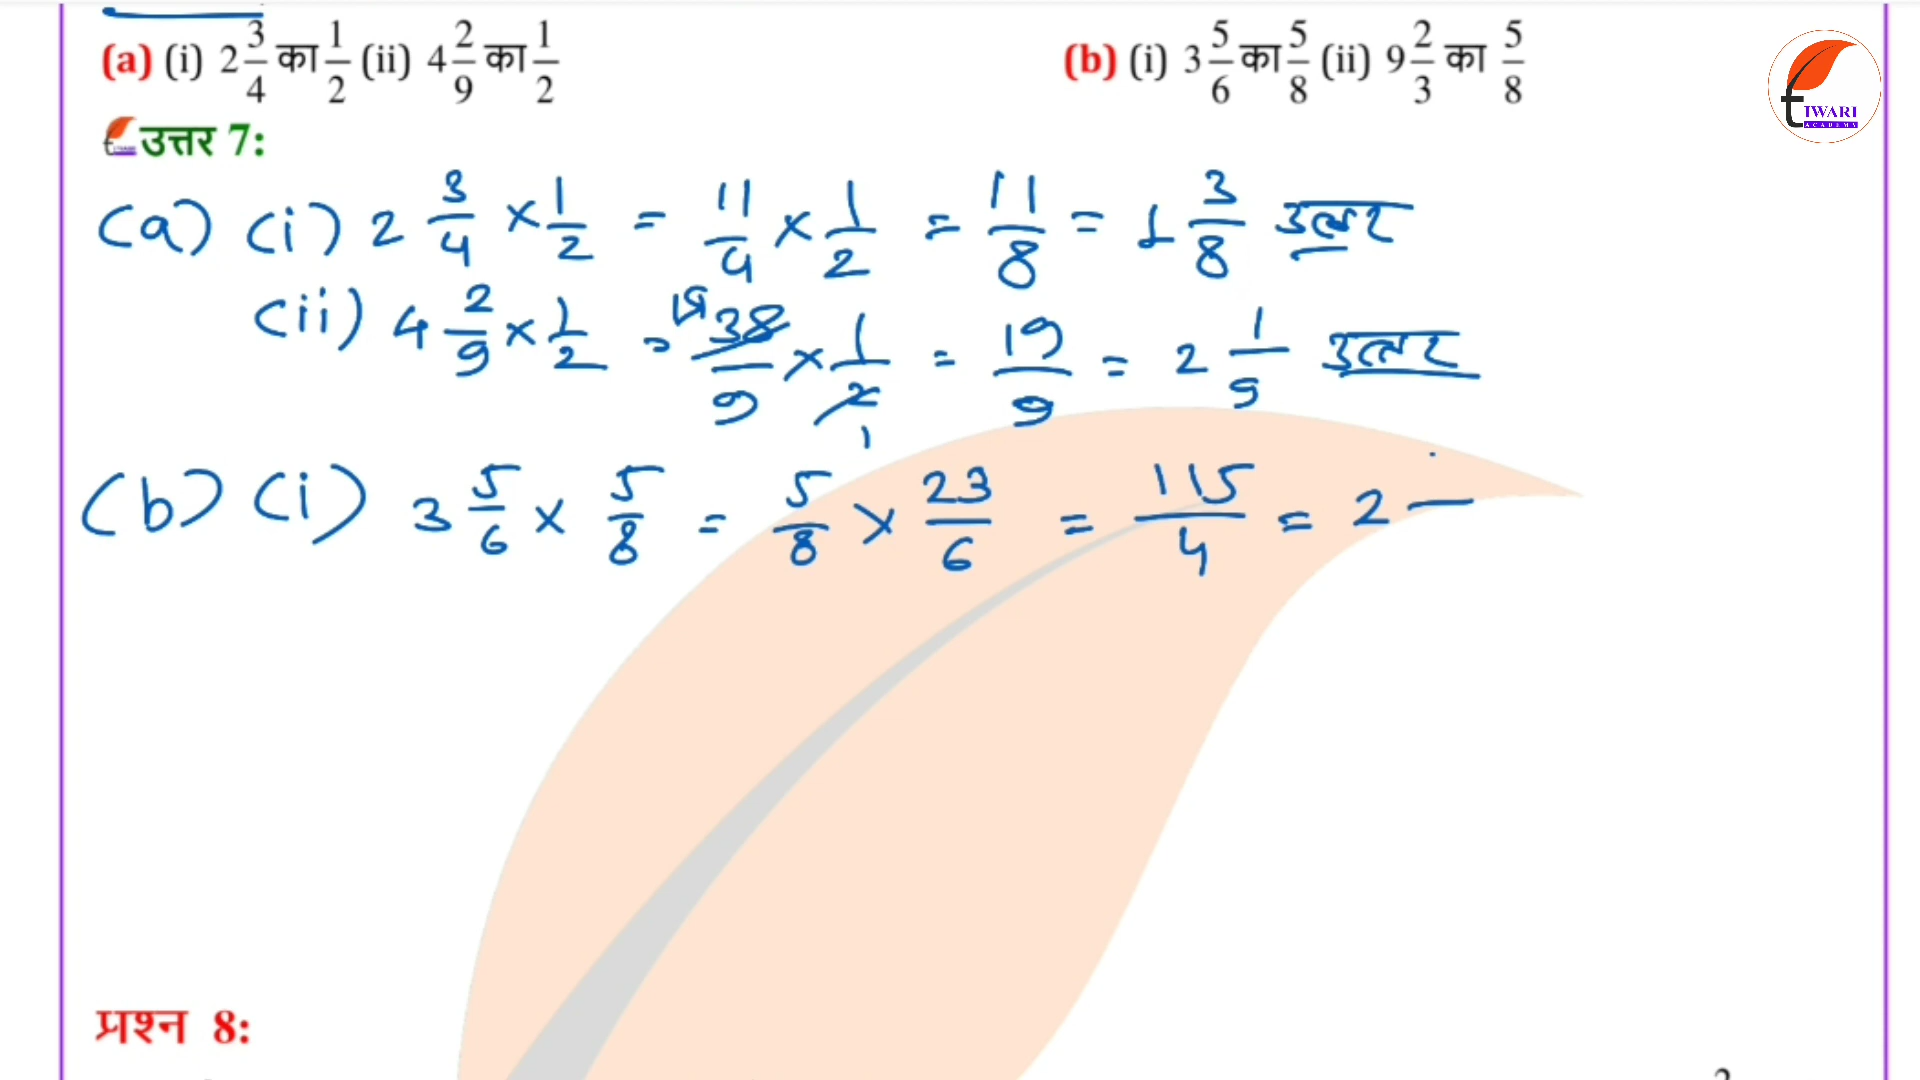 (a) (i) 2 3/4 का 1/2 (ii) 4 2/9 का 1/2 (b) (i) 3 5/6 का 5/8 (ii) 9 2/3 का 5/8
TIWARI
ACADEMY
उत्तर 7:
(a) (i) 2 3/4 × 1/2 = 11/4 × 1/2 = 11/8 = 1 3/8 उत्तर
(ii) 4 2/9 × 1/2 = 19 38/9 × 1/2 1 = 19/9 = 2 1/9 उत्तर
(b) (i) 3 5/6 × 5/8 = 5/8 × 23/6 = 115/4 = 2 —
प्रश्न 8: